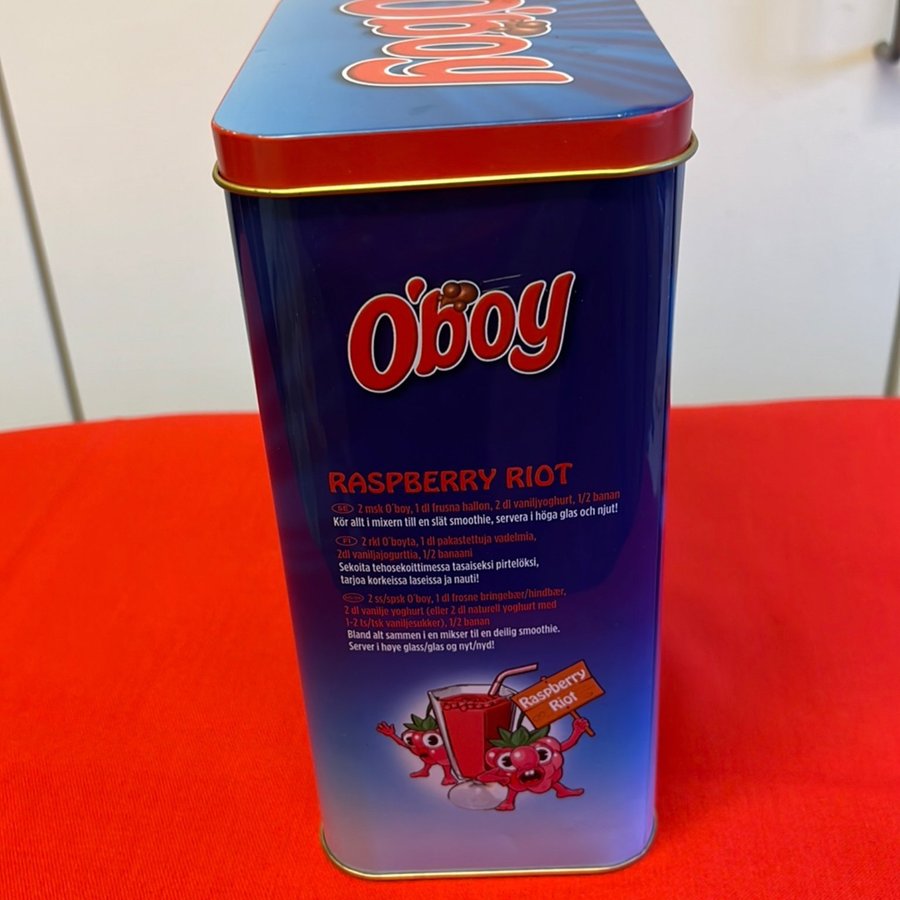 O'boy
O'boy
RASPBERRY RIOT
SE 2 msk O'boy, 1 dl frusna hallon, 2 dl vaniljyoghurt, 1/2 banan
Kör allt i mixern till en slät smoothie, servera i höga glas och njut!
FI 2 rkl O'boyta, 1 dl pakastettuja vadelmia,
2dl vaniljajogurttia, 1/2 banaani
Sekoita tehosekoittimessa tasaiseksi pirtelöksi,
tarjoa korkeissa laseissa ja nauti!
2 ss/spsk O'boy, 1 dl frosne bringebær/hindbær,
2 dl vanilje yoghurt (eller 2 dl naturell yoghurt med
1-2 ts/tsk vaniljesukker), 1/2 banan
Bland alt sammen i en mikser til en deilig smoothie.
Server i høye glass/glas og nyt/nyd!
Raspberry
Riot